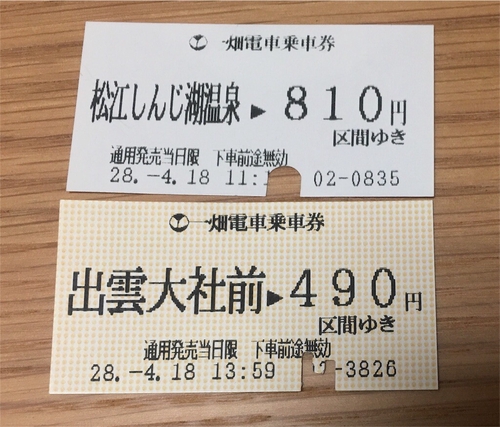 一畑電車乗車券
松江しんじ湖温泉▶810円
区間ゆき
通用発売当日限 下車前途無効
28.-4.18 11: 02-0835
一畑電車乗車券
出雲大社前▶490円
区間ゆき
通用発売当日限 下車前途無効
28.-4.18 13:59 -3826